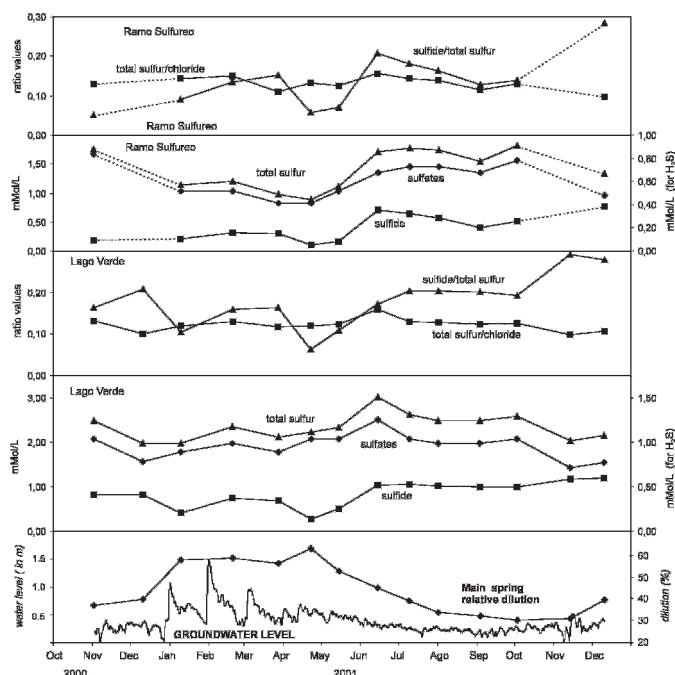 0,30
Ramo Sulfureo
sulfide/total sulfur
0,20
total sulfur/chloride
ratio values
0,10
Ramo Sulfureo
0,00
1,00
Ramo Sulfureo
total sulfur
0,80
1,50
sulfates
0,60
mMol/L
1,00
mMol/L (for H₂S)
0,40
0,50
sulfide
0,20
0,00
0,00
Lago Verde
sulfide/total sulfur
0,20
ratio values
0,10
total sulfur/chloride
0,00
Lago Verde
3,00
total sulfur
1,50
2,00
sulfates
1,00
mMol/L
mMol/L (for H₂S)
1,00
0,50
sulfide
0,00
0,00
1.5
60
1.0
Main spring
50
water level ( in m)
relative dilution
40
dilution (%)
0.5
30
GROUNDWATER LEVEL
20
Oct Nov Dec Jan Feb Mar Apr May Jun Jul Ago Sep Oct Nov Dec
2000 2001